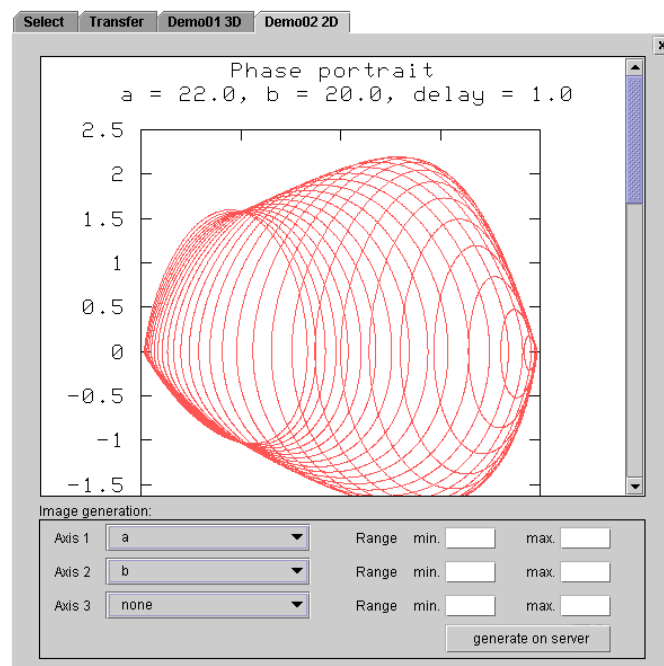 Select Transfer Demo01 3D Demo02 2D
Phase portrait
a = 22.0, b = 20.0, delay = 1.0
2.5
2
1.5
1
0.5
0
-0.5
-1
-1.5
Image generation:
Axis 1 a Range min. max.
Axis 2 b Range min. max.
Axis 3 none Range min. max.
generate on server